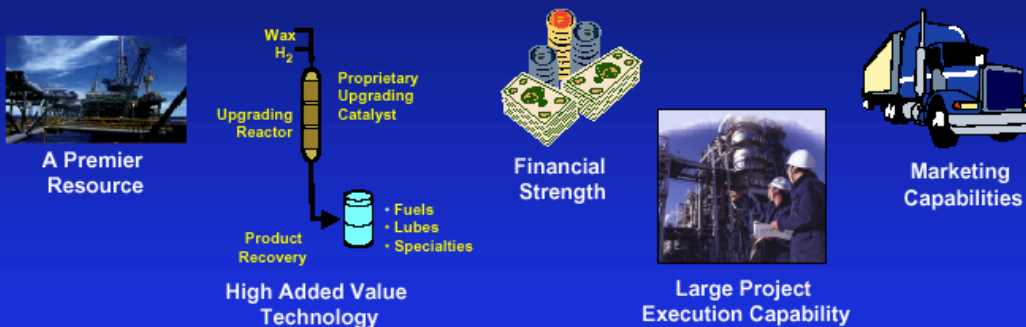 Wax
H2
Proprietary
Upgrading
Catalyst
Upgrading
Reactor
A Premier
Resource
Product
Recovery
• Fuels
• Lubes
• Specialties
High Added Value
Technology
Financial
Strength
Large Project
Execution Capability
Marketing
Capabilities